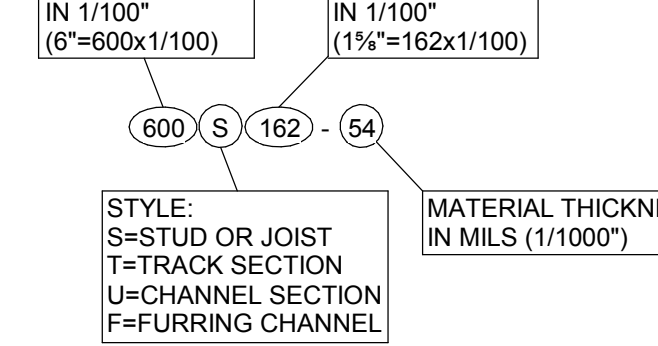 IN 1/100"
(6"=600x1/100)
IN 1/100"
(1⅝"=162x1/100)
600 S 162 - 54
STYLE:
S=STUD OR JOIST
T=TRACK SECTION
U=CHANNEL SECTION
F=FURRING CHANNEL
MATERIAL
IN MILS (1/1000")